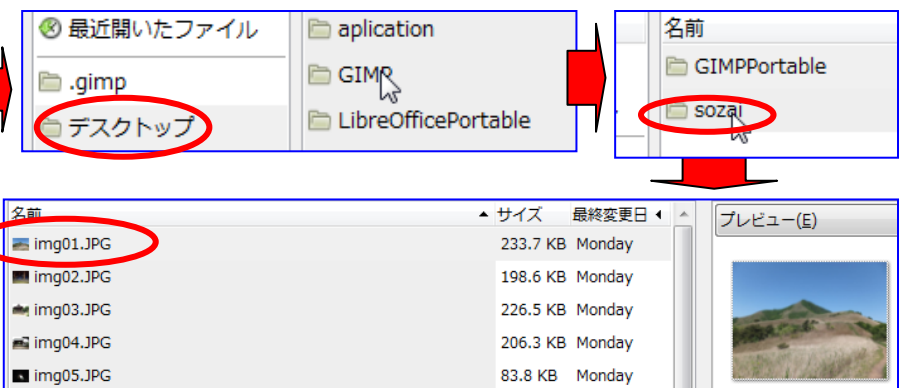 最近開いたファイル
.gimp
デスクトップ
aplication
GIMP
LibreOfficePortable
名前
GIMPPortable
sozai
名前 サイズ 最終変更日
img01.JPG 233.7 KB Monday
img02.JPG 198.6 KB Monday
img03.JPG 226.5 KB Monday
img04.JPG 206.3 KB Monday
img05.JPG 83.8 KB Monday
プレビュー(E)